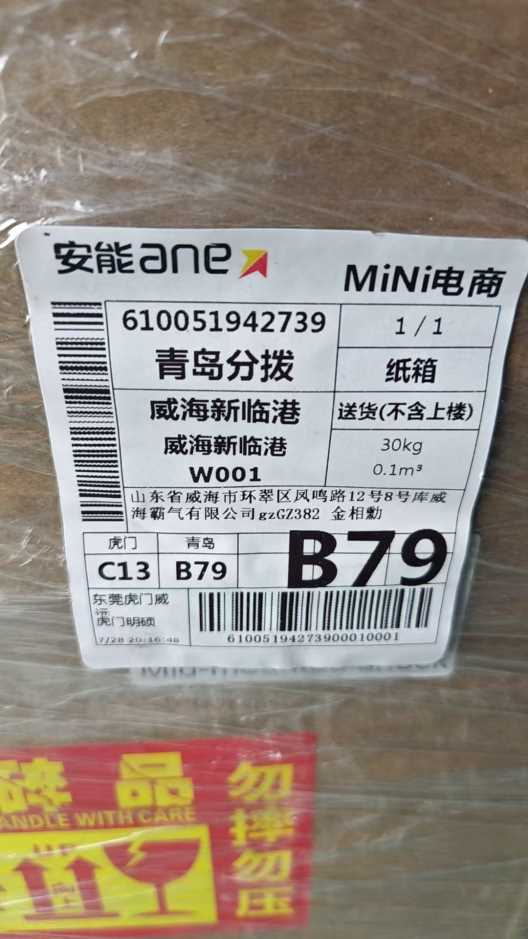 安能ane
MiNi电商
610051942739
1 / 1
青岛分拨
纸箱
威海新临港
送货(不含上楼)
威海新临港
30kg
W001
0.1m³
山东省威海市环翠区凤鸣路12号8号库威
海霸气有限公司gzGZ382 金相勳
虎门
青岛
B79
C13
B79
东莞虎门威
虎门明硕
7/28 20:16:48
61005194273900010001
碎品
HANDLE WITH CARE
勿摔勿压